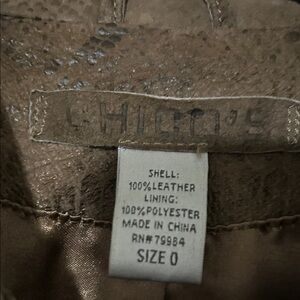 CHICO'S
SHELL:
100%LEATHER
LINING:
100%POLYESTER
MADE IN CHINA
RN#79984
SIZE 0